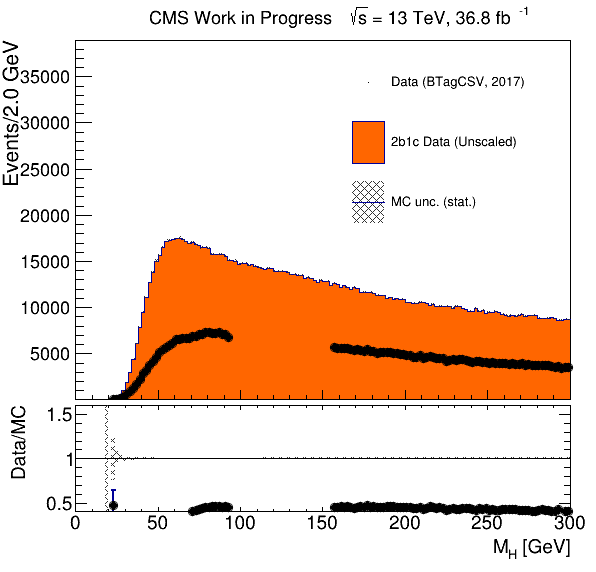 CMS Work in Progress √s = 13 TeV, 36.8 fb -1
Events/2.0 GeV
35000
30000
25000
20000
15000
10000
5000
Data (BTagCSV, 2017)
2b1c Data (Unscaled)
MC unc. (stat.)
Data/MC
1.5
1
0.5
0 50 100 150 200 250 300
M_H [GeV]